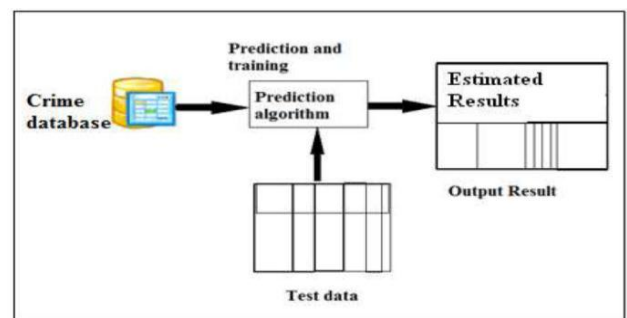 Prediction and
training
Crime
database
Prediction
algorithm
Estimated
Results
Output Result
Test data